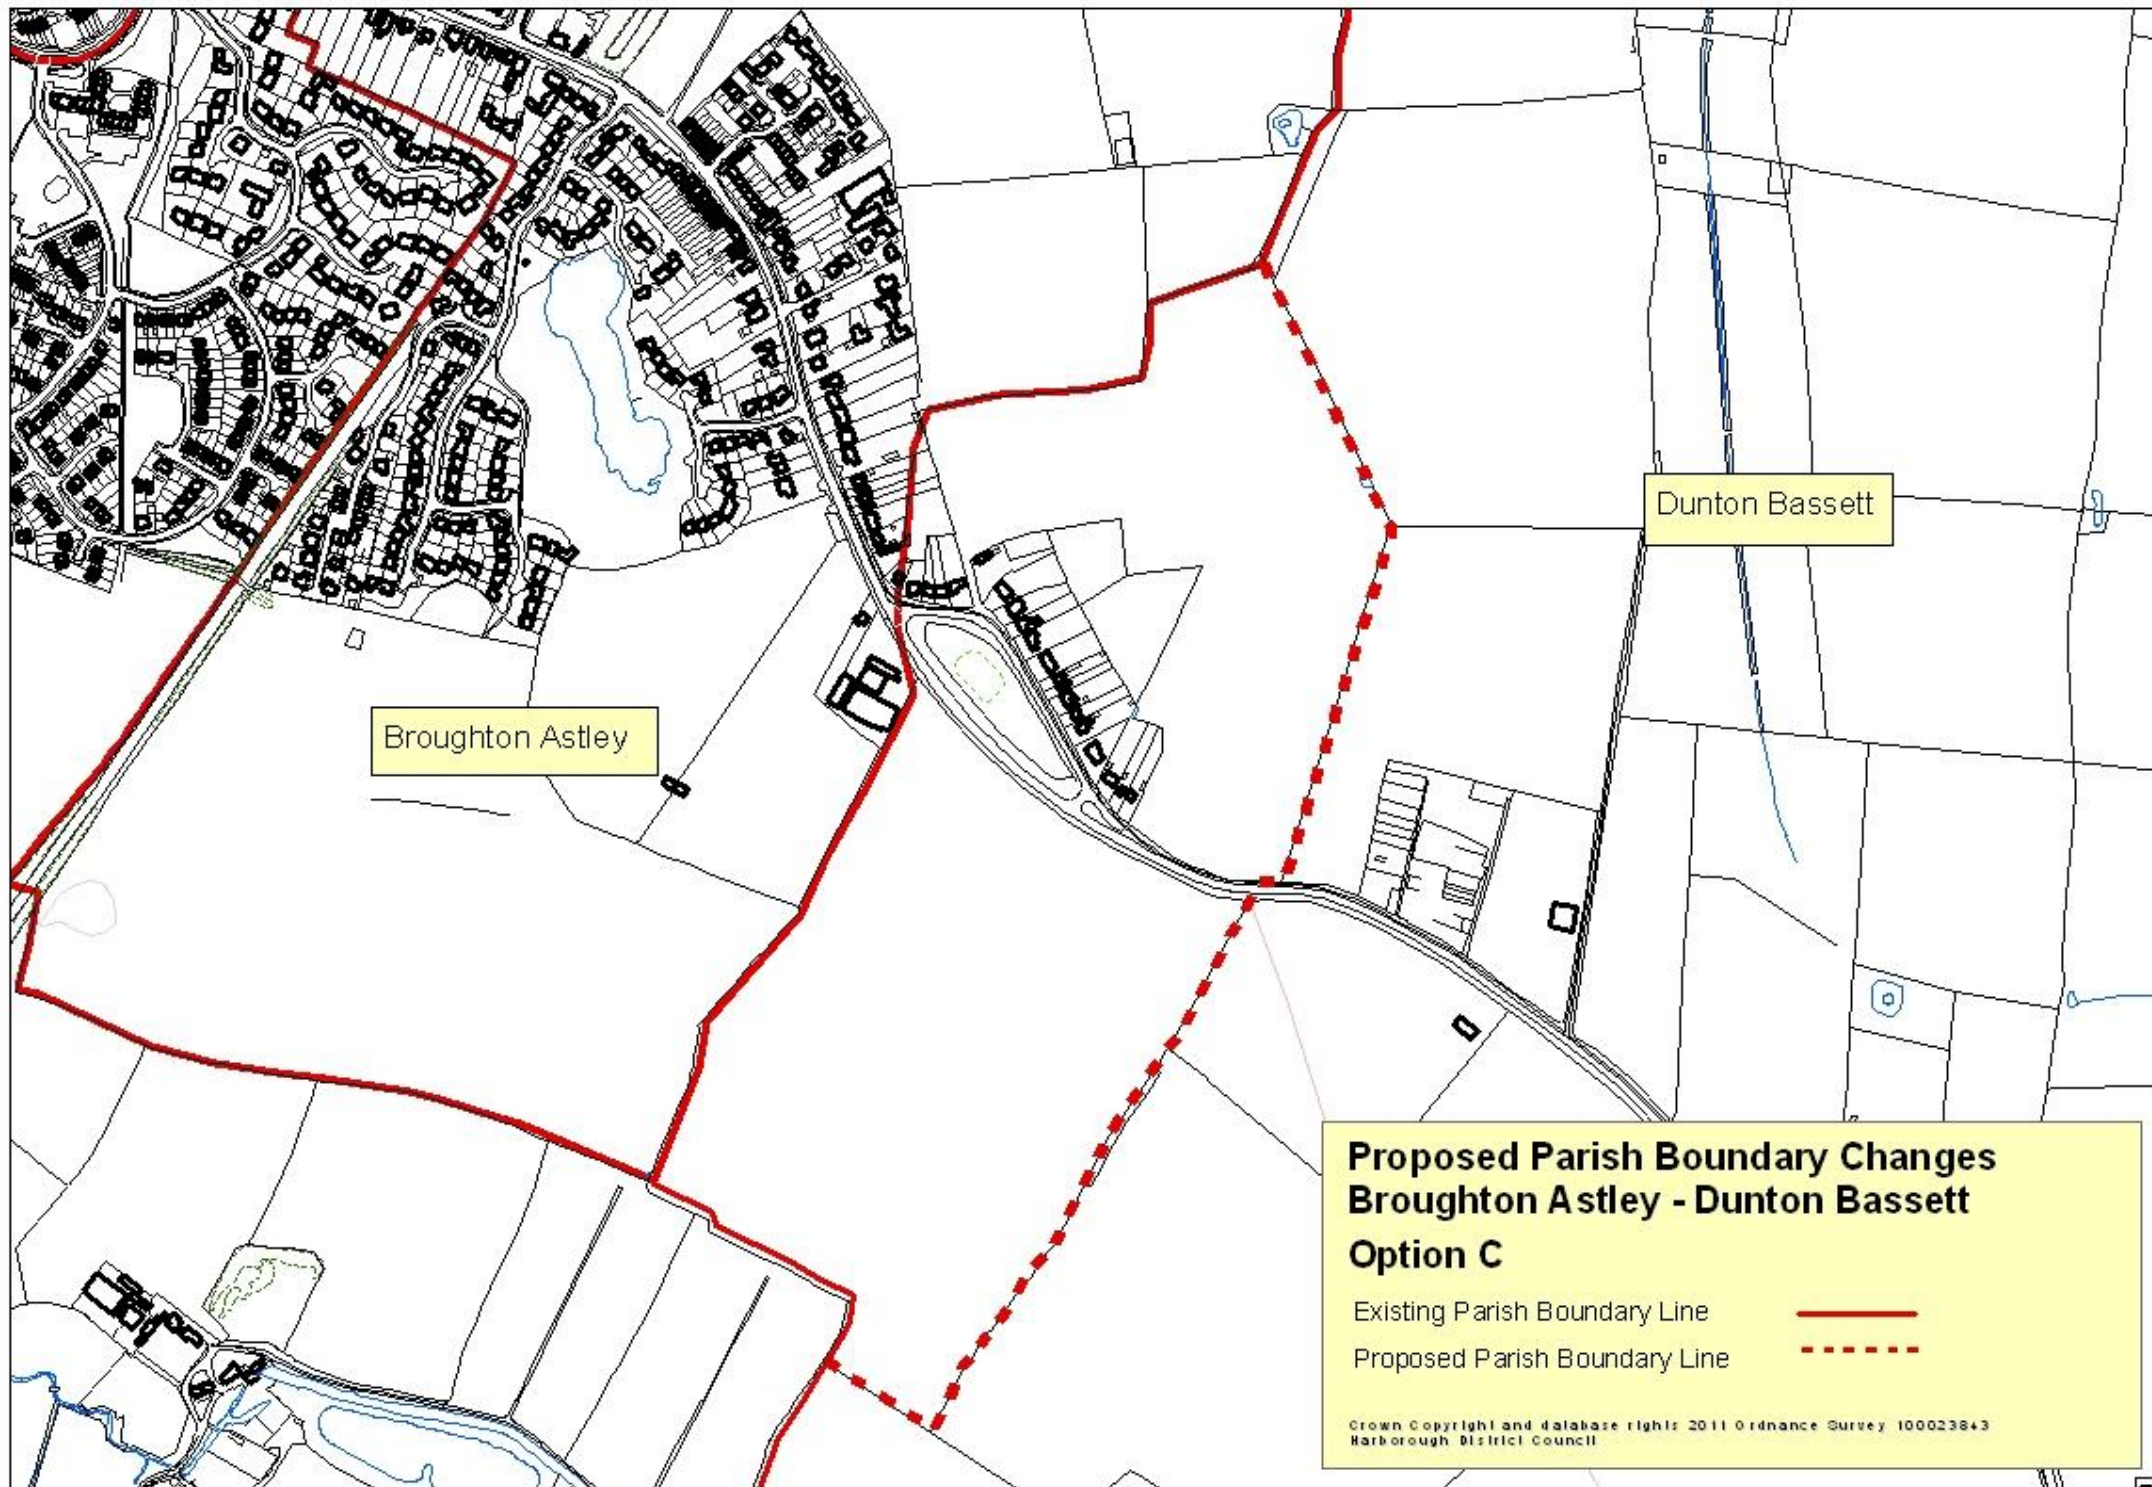 Dunton Bassett
Broughton Astley
Proposed Parish Boundary Changes
Broughton Astley - Dunton Bassett
Option C
Existing Parish Boundary Line
Proposed Parish Boundary Line
Crown Copyright and database rights 2011 Ordnance Survey 100023843
Harborough District Council